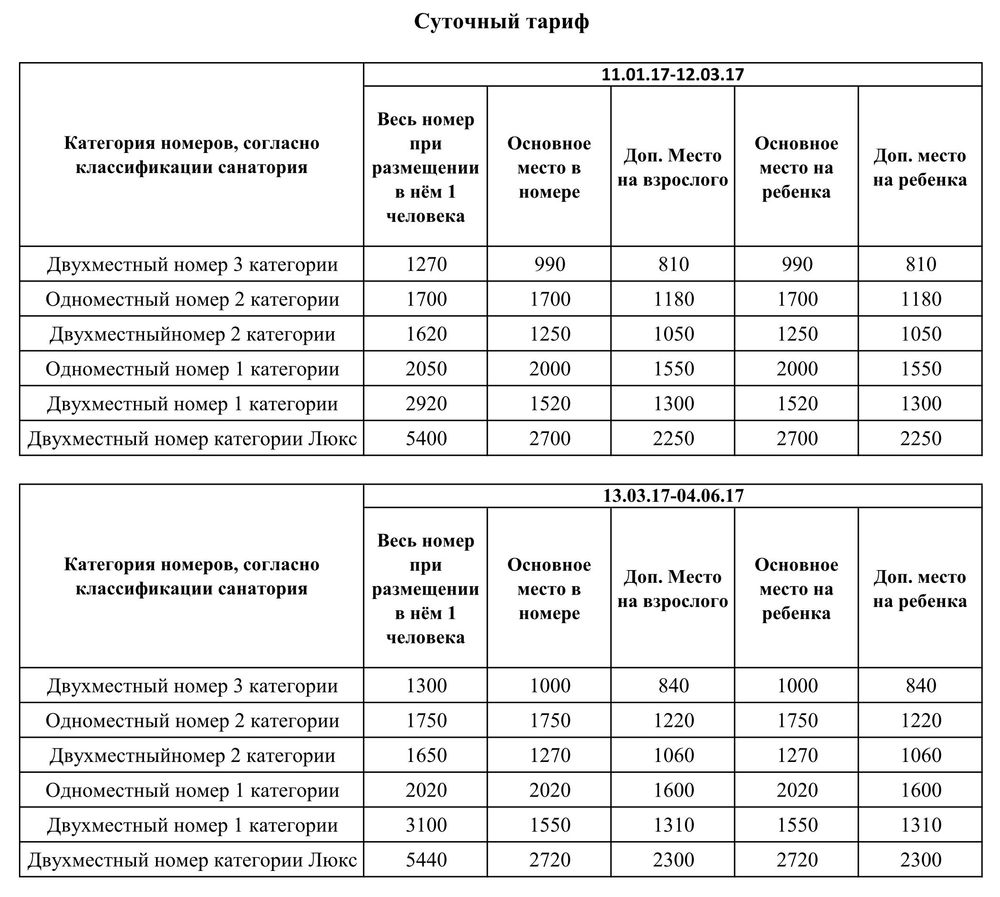 Суточный тариф
11.01.17-12.03.17
Категория номеров, согласно
классификации санатория
Весь номер
при
размещении
в нём 1
человека
Основное
место в
номере
Доп. Место
на взрослого
Основное
место на
ребенка
Доп. место
на ребенка
Двухместный номер 3 категории 1270 990 810 990 810
Одноместный номер 2 категории 1700 1700 1180 1700 1180
Двухместныйномер 2 категории 1620 1250 1050 1250 1050
Одноместный номер 1 категории 2050 2000 1550 2000 1550
Двухместный номер 1 категории 2920 1520 1300 1520 1300
Двухместный номер категории Люкс 5400 2700 2250 2700 2250
13.03.17-04.06.17
Категория номеров, согласно
классификации санатория
Весь номер
при
размещении
в нём 1
человека
Основное
место в
номере
Доп. Место
на взрослого
Основное
место на
ребенка
Доп. место
на ребенка
Двухместный номер 3 категории 1300 1000 840 1000 840
Одноместный номер 2 категории 1750 1750 1220 1750 1220
Двухместныйномер 2 категории 1650 1270 1060 1270 1060
Одноместный номер 1 категории 2020 2020 1600 2020 1600
Двухместный номер 1 категории 3100 1550 1310 1550 1310
Двухместный номер категории Люкс 5440 2720 2300 2720 2300